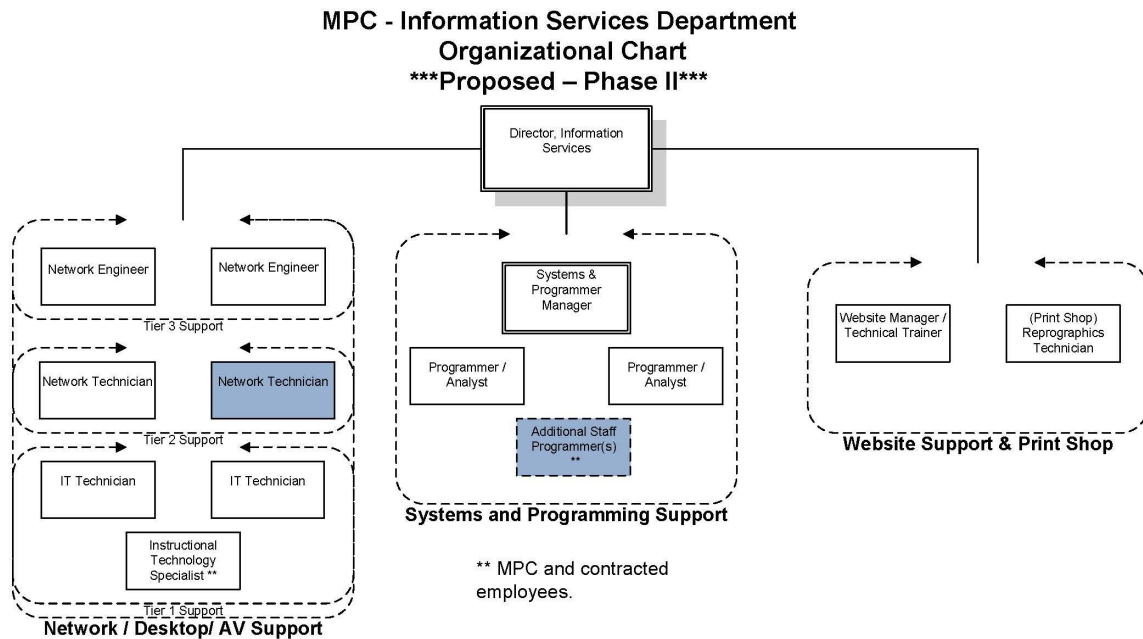 MPC - Information Services Department
Organizational Chart
***Proposed – Phase II***
Director, Information
Services
Network Engineer
Network Engineer
Tier 3 Support
Network Technician
Network Technician
Tier 2 Support
IT Technician
IT Technician
Instructional
Technology
Specialist **
Tier 1 Support
Network / Desktop/ AV Support
Systems &
Programmer
Manager
Programmer /
Analyst
Programmer /
Analyst
Additional Staff
Programmer(s)
**
Systems and Programming Support
** MPC and contracted
employees.
Website Manager /
Technical Trainer
(Print Shop)
Reprographics
Technician
Website Support & Print Shop